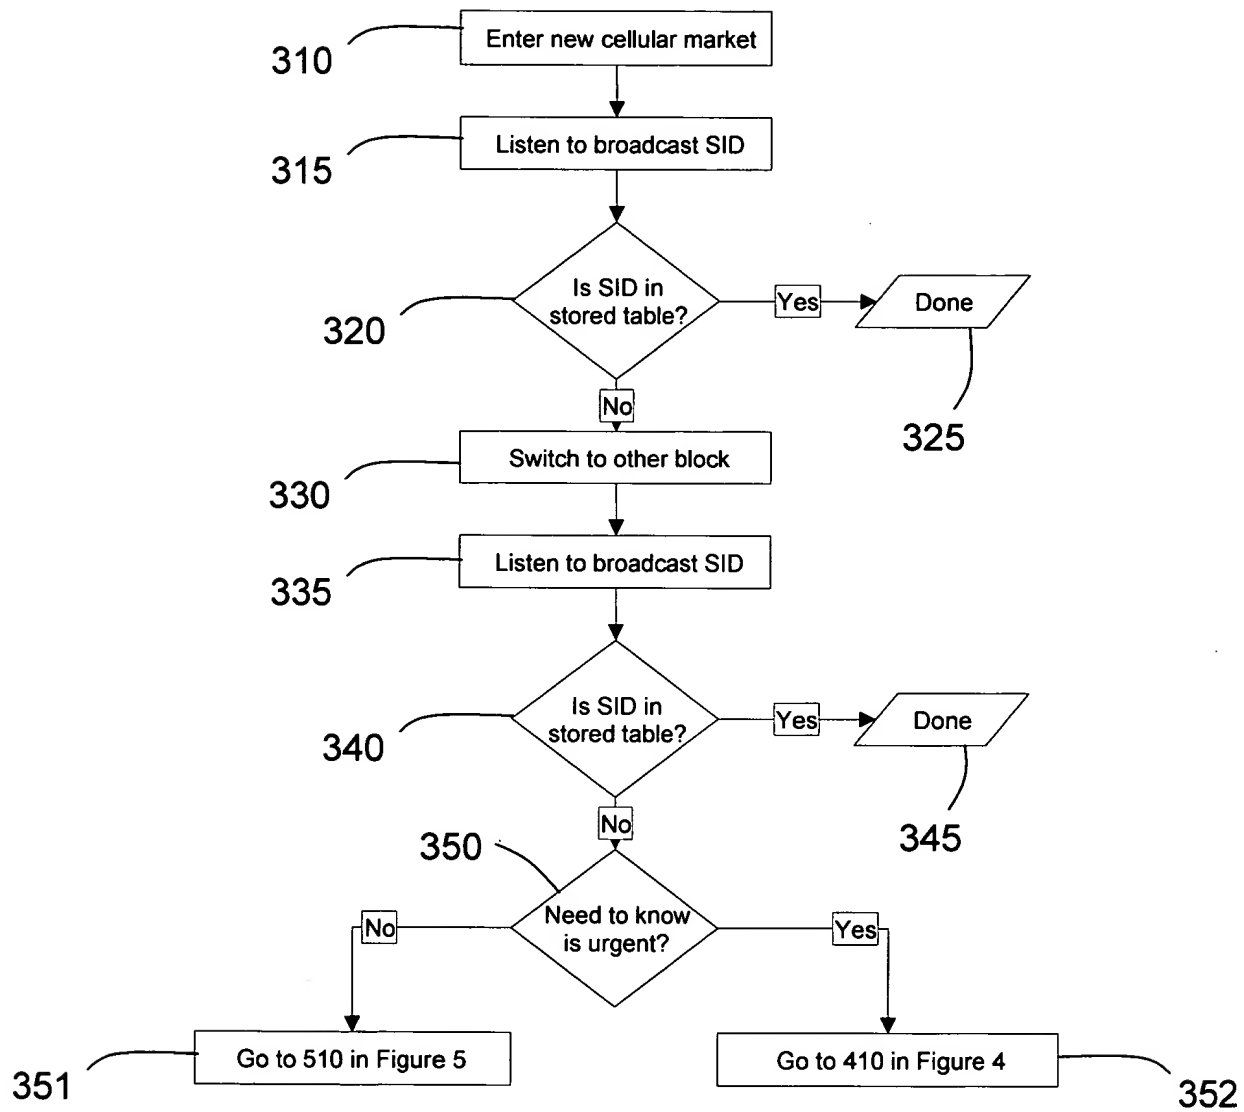 Enter new cellular market
310
Listen to broadcast SID
315
Is SID in
stored table?
320
Yes
Done
325
No
Switch to other block
330
Listen to broadcast SID
335
Is SID in
stored table?
340
Yes
Done
345
No
350
Need to know
is urgent?
No
Yes
Go to 510 in Figure 5
351
Go to 410 in Figure 4
352